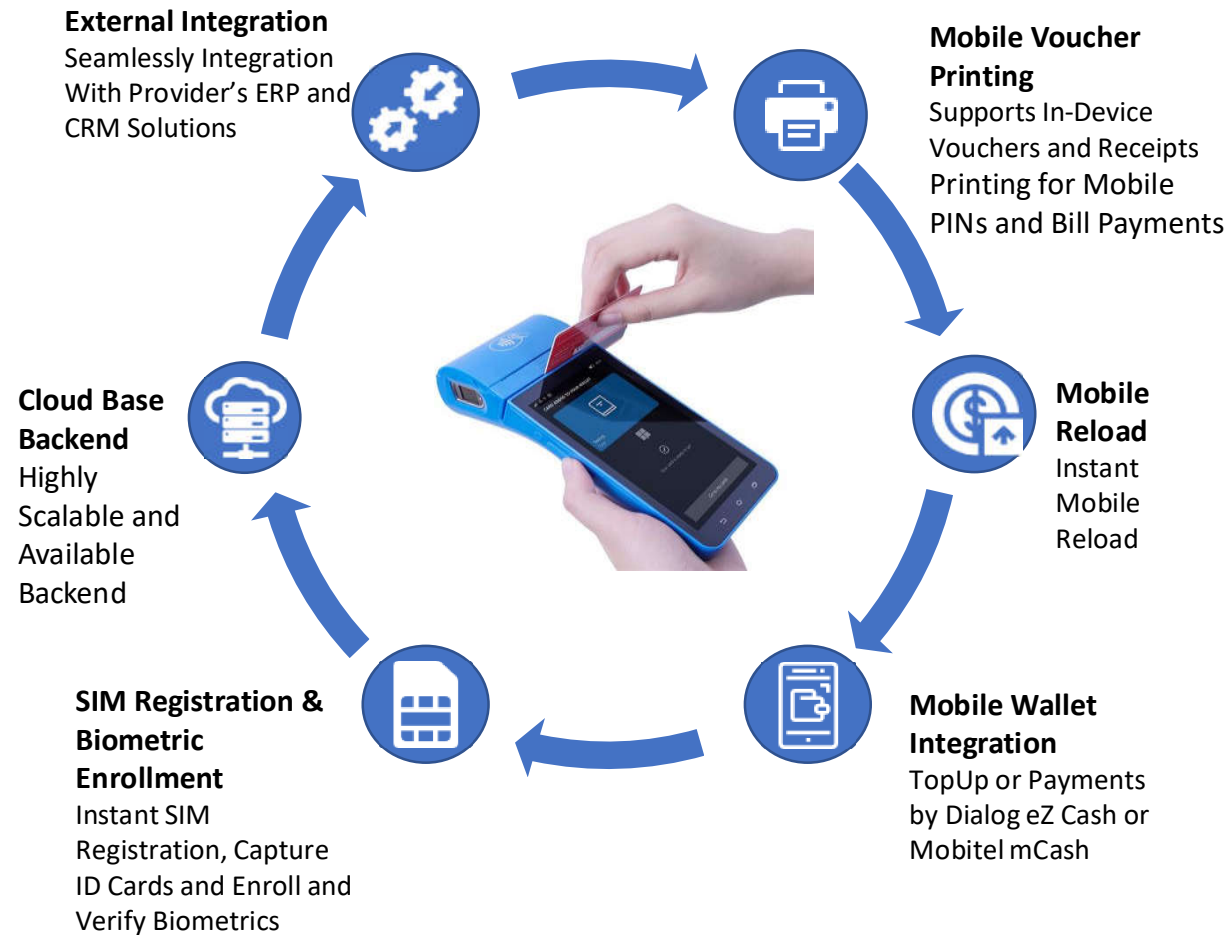 External Integration
Seamlessly Integration
With Provider's ERP and
CRM Solutions
Mobile Voucher
Printing
Supports In-Device
Vouchers and Receipts
Printing for Mobile
PINs and Bill Payments
Mobile
Reload
Instant
Mobile
Reload
Mobile Wallet
Integration
TopUp or Payments
by Dialog eZ Cash or
Mobitel mCash
SIM Registration &
Biometric
Enrollment
Instant SIM
Registration, Capture
ID Cards and Enroll and
Verify Biometrics
Cloud Base
Backend
Highly
Scalable and
Available
Backend